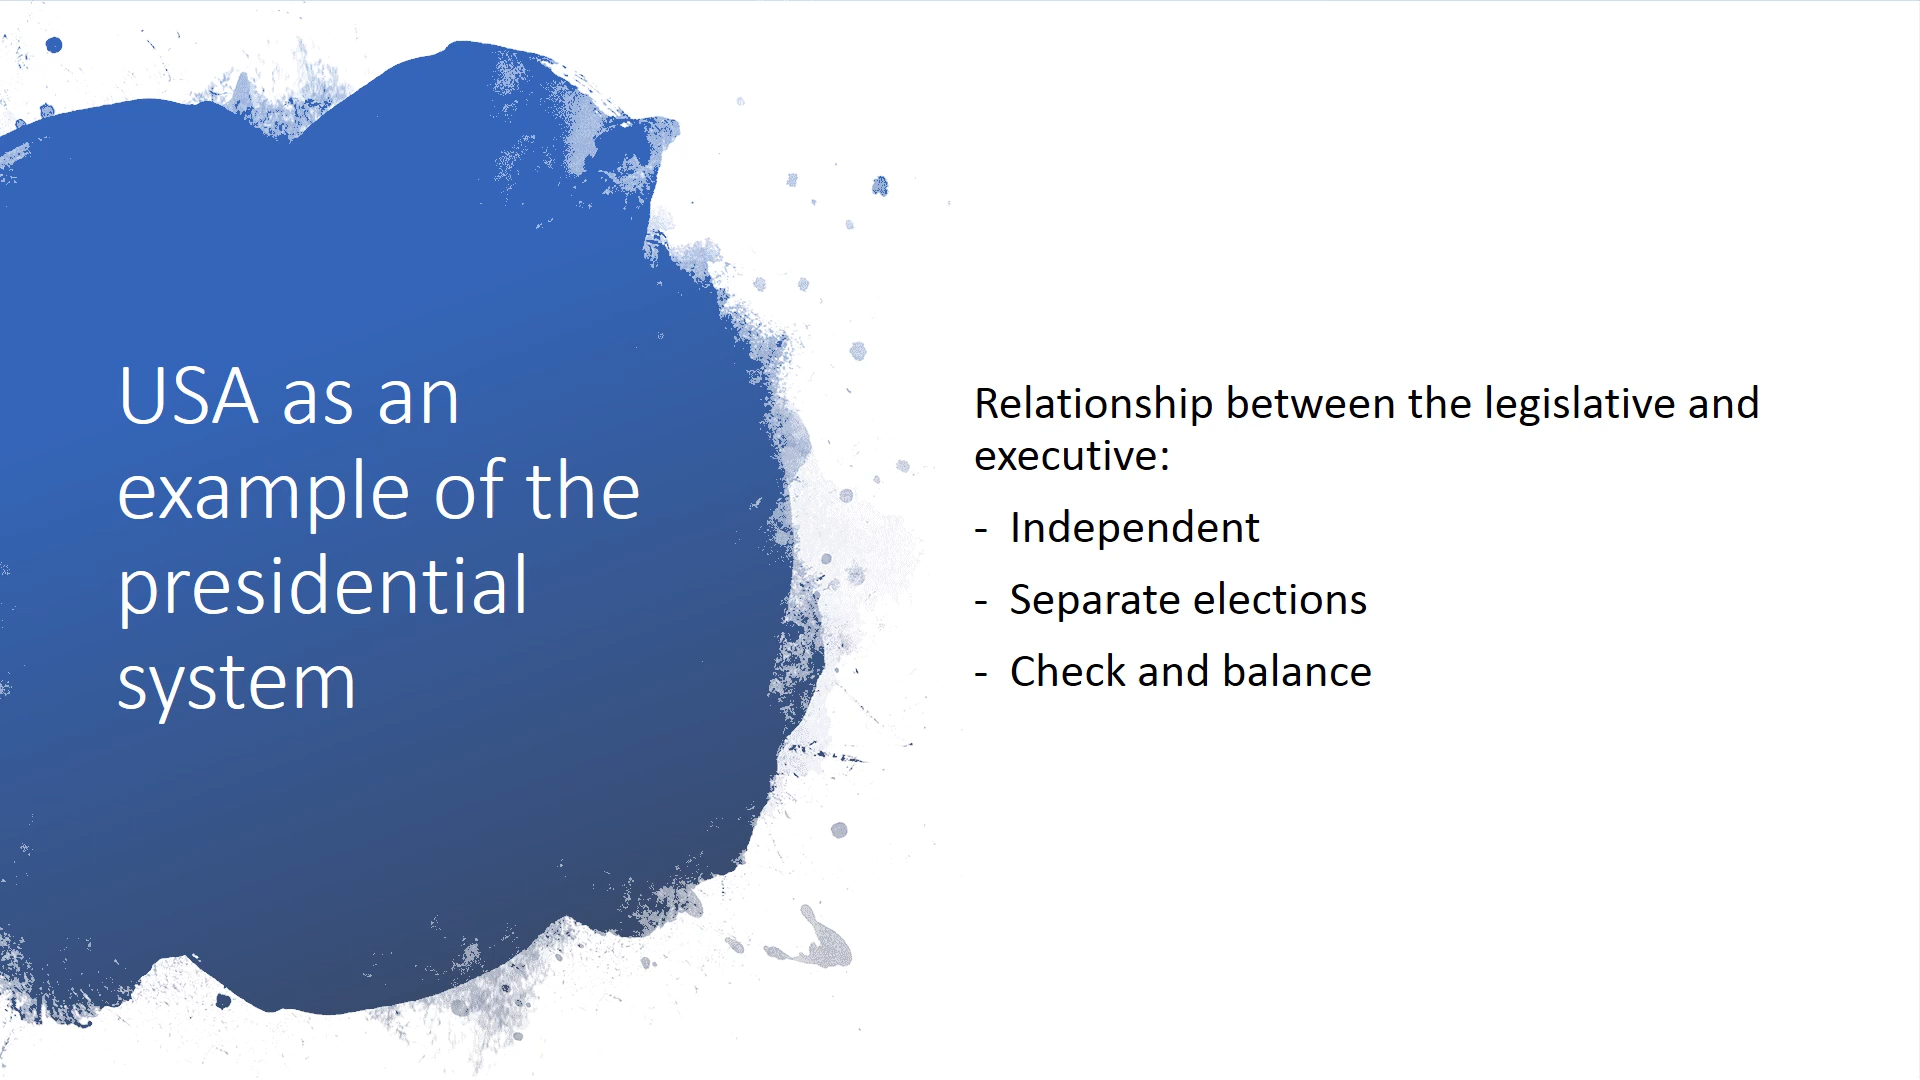 USA as an
example of the
presidential
system
Relationship between the legislative and
executive:
- Independent
- Separate elections
- Check and balance